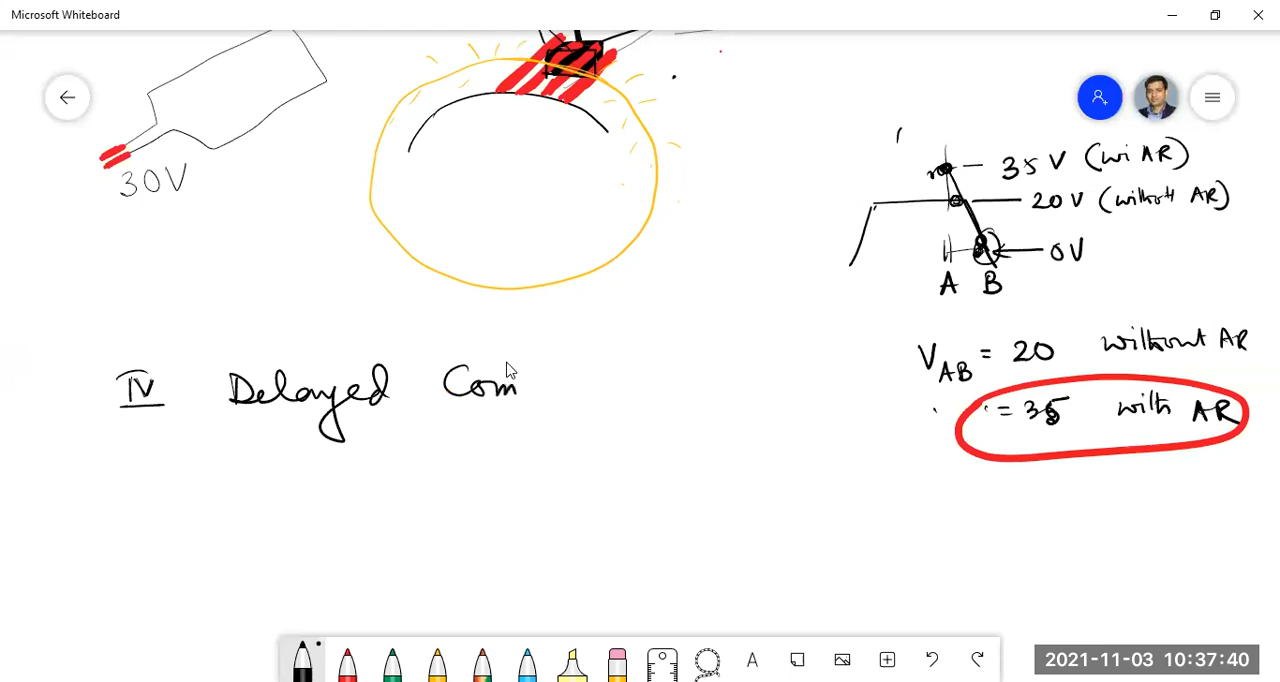 Microsoft Whiteboard
30V
35 V (wi AR)
20 V (without AR)
0V
A B
V AB = 20 without AR
= 35 with AR
IV Delayed Com
A
2021-11-03 10:37:40